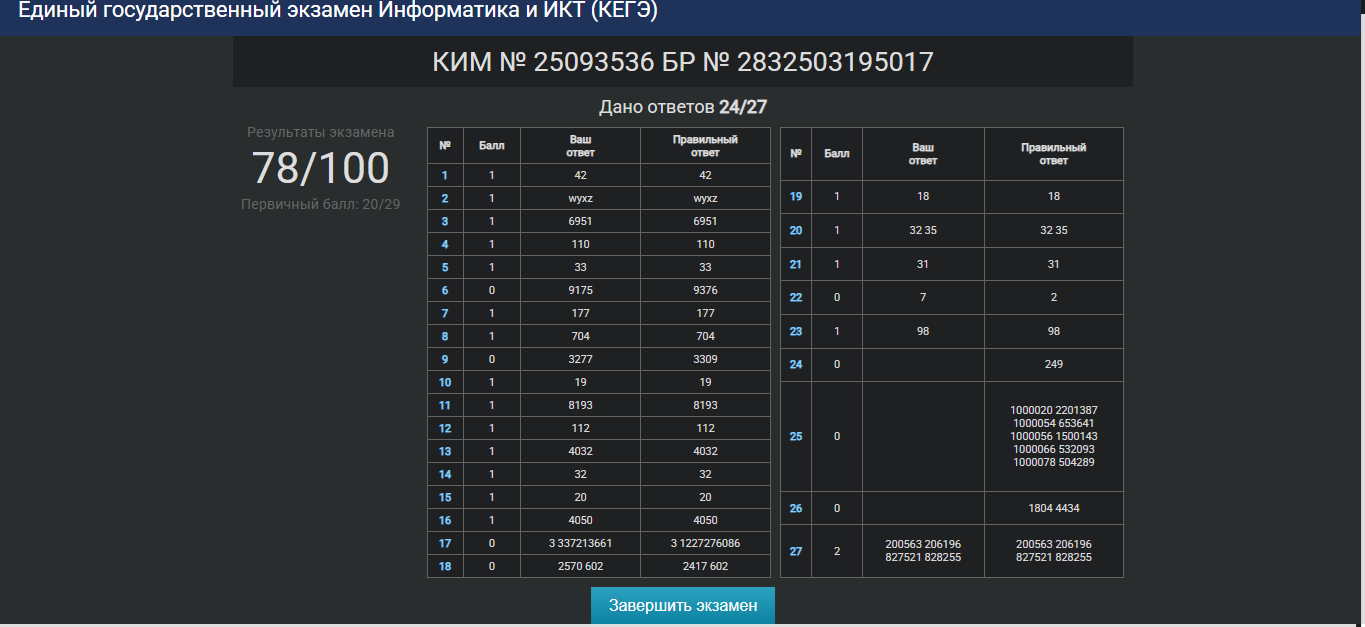 Единый государственный экзамен Информатика и ИКТ (КЕГЭ)
КИМ № 25093536 БР № 2832503195017
Дано ответов 24/27
Результаты экзамена
78/100
Первичный балл: 20/29
№ Балл Ваш ответ Правильный ответ
1 1 42 42
2 1 wyxz wyxz
3 1 6951 6951
4 1 110 110
5 1 33 33
6 0 9175 9376
7 1 177 177
8 1 704 704
9 0 3277 3309
10 1 19 19
11 1 8193 8193
12 1 112 112
13 1 4032 4032
14 1 32 32
15 1 20 20
16 1 4050 4050
17 0 3 337213661 3 1227276086
18 0 2570 602 2417 602
№ Балл Ваш ответ Правильный ответ
19 1 18 18
20 1 32 35 32 35
21 1 31 31
22 0 7 2
23 1 98 98
24 0 249
25 0 1000020 2201387
1000054 653641
1000056 1500143
1000066 532093
1000078 504289
26 0 1804 4434
27 2 200563 206196 200563 206196
827521 828255 827521 828255
Завершить экзамен